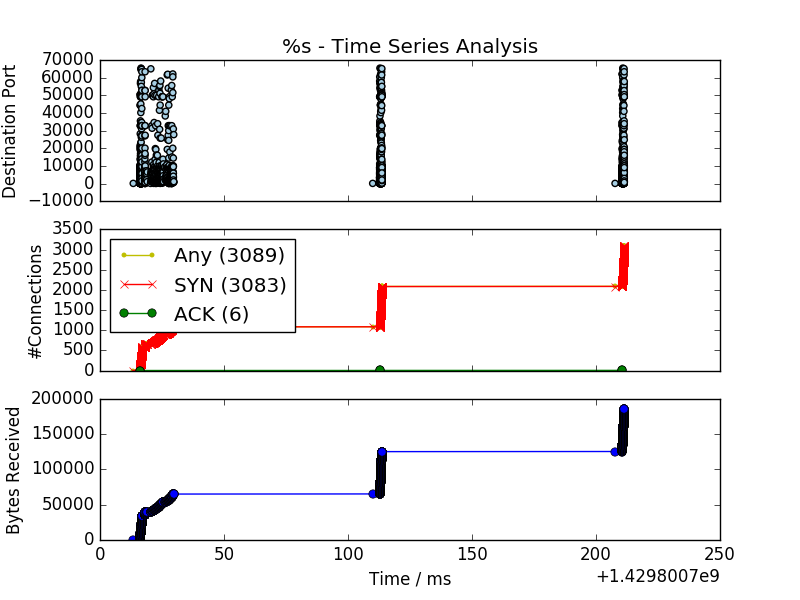 %s - Time Series Analysis
70000
60000
50000
40000
30000
20000
10000
0
−10000
Destination Port
3500
3000
2500
2000
1500
1000
500
0
#Connections
Any (3089)
SYN (3083)
ACK (6)
200000
150000
100000
50000
0
Bytes Received
0 50 100 150 200 250
Time / ms
+1.4298007e9